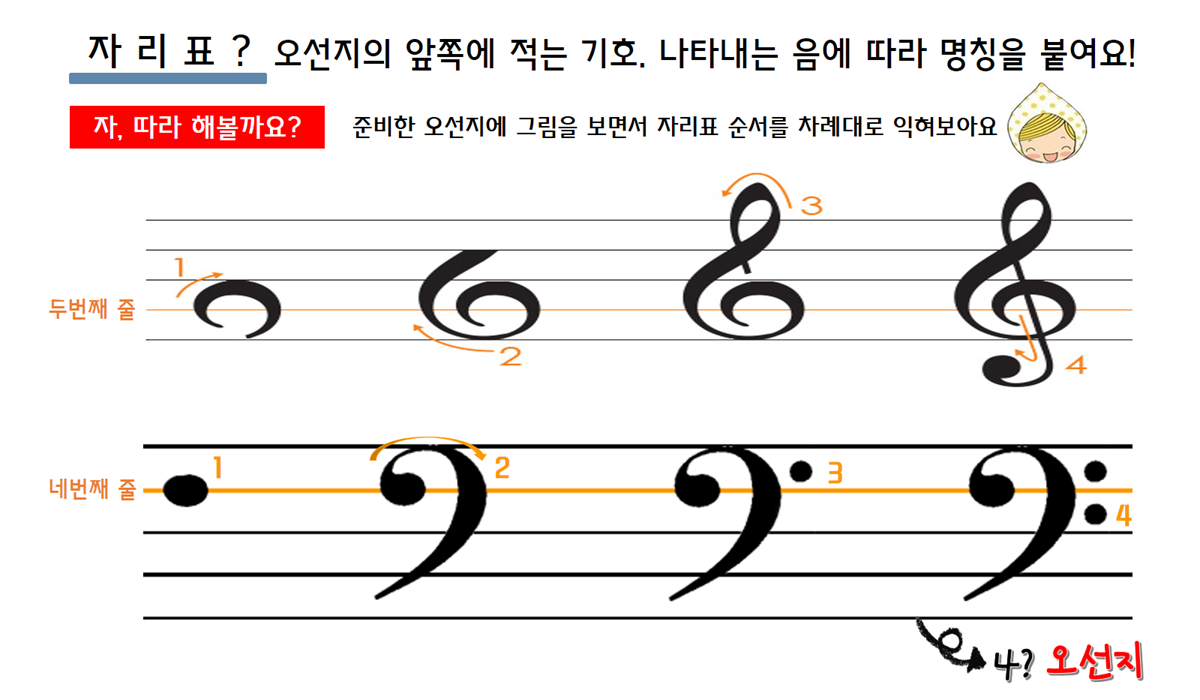 자리표? 오선지의 앞쪽에 적는 기호. 나타내는 음에 따라 명칭을 붙여요!
자, 따라 해볼까요? 준비한 오선지에 그림을 보면서 자리표 순서를 차례대로 익혀보아요
1
2
3
4
두번째 줄
1
2
3
4
네번째 줄
4? 오선지